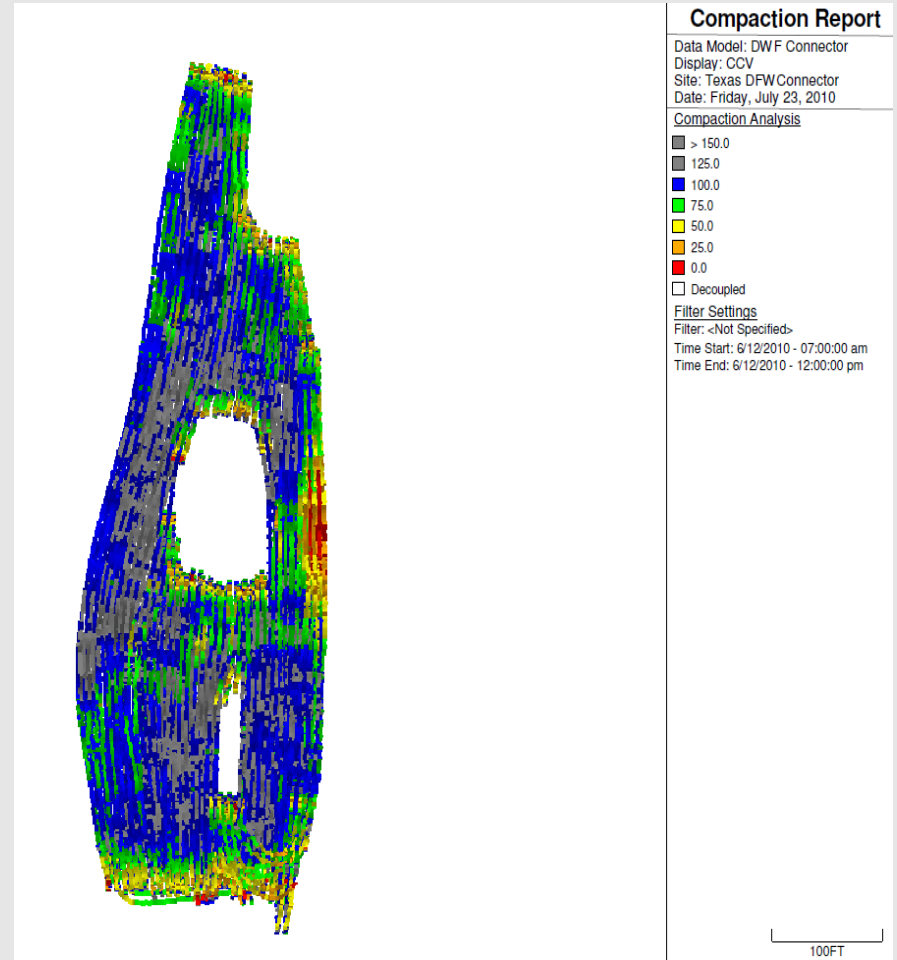 Compaction Report
Data Model: DWF Connector
Display: CCV
Site: Texas DFWConnector
Date: Friday, July 23, 2010
Compaction Analysis
> 150.0
125.0
100.0
75.0
50.0
25.0
0.0
Decoupled
Filter Settings
Filter: <Not Specified>
Time Start: 6/12/2010 - 07:00:00 am
Time End: 6/12/2010 - 12:00:00 pm
100FT